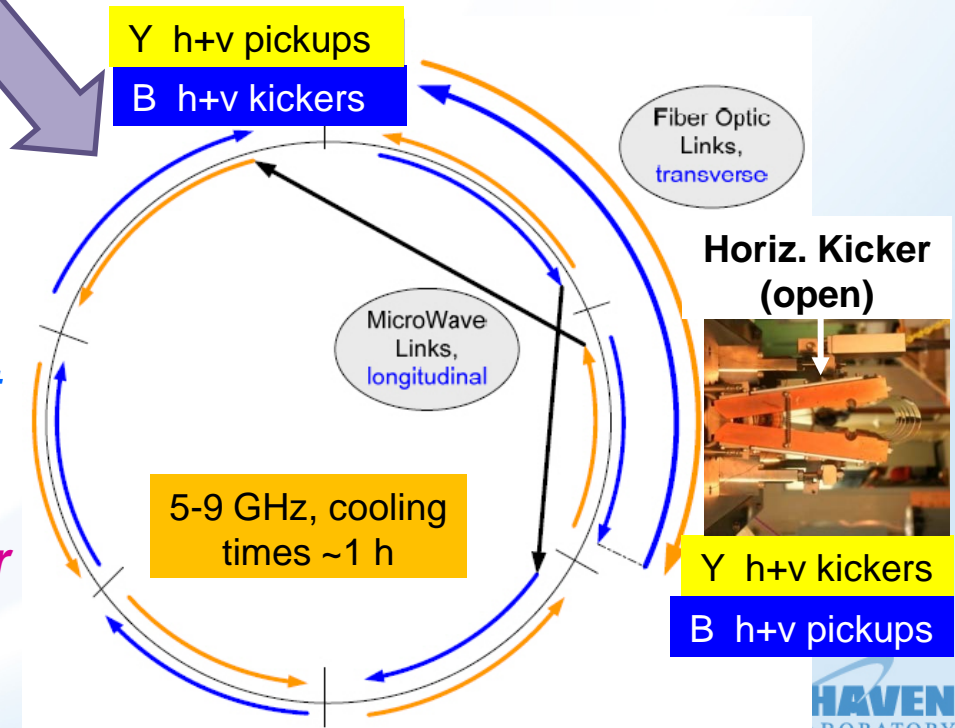 Y h+v pickups
B h+v kickers
Fiber Optic
Links,
transverse
Horiz. Kicker
(open)
MicroWave
Links,
longitudinal
5-9 GHz, cooling
times ~1 h
Y h+v kickers
B h+v pickups
HAVEN